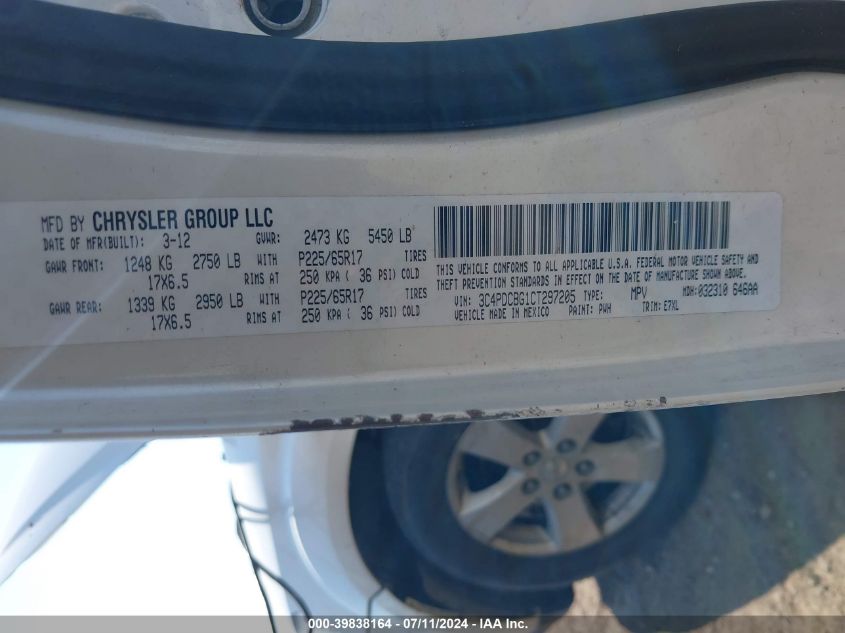 MFD BY CHRYSLER GROUP LLC
DATE OF MFR(BUILT): 3-12 GVWR: 2473 KG 5450 LB
GAWR FRONT: 1248 KG 2750 LB WITH P225/65R17 TIRES
17X6.5 RIMS AT 250 KPA ( 36 PSI) COLD
GAWR REAR: 1339 KG 2950 LB WITH P225/65R17 TIRES
17X6.5 RIMS AT 250 KPA ( 36 PSI) COLD
THIS VEHICLE CONFORMS TO ALL APPLICABLE U.S.A. FEDERAL MOTOR VEHICLE SAFETY AND
THEFT PREVENTION STANDARDS IN EFFECT ON THE DATE OF MANUFACTURE SHOWN ABOVE.
VIN: 3C4PDCBG1CT297205 TYPE: MPV MDH: 032310 646AA
VEHICLE MADE IN MEXICO PAINT: PWH TRIM: E7XL
000-39838164 - 07/11/2024 - IAA Inc.